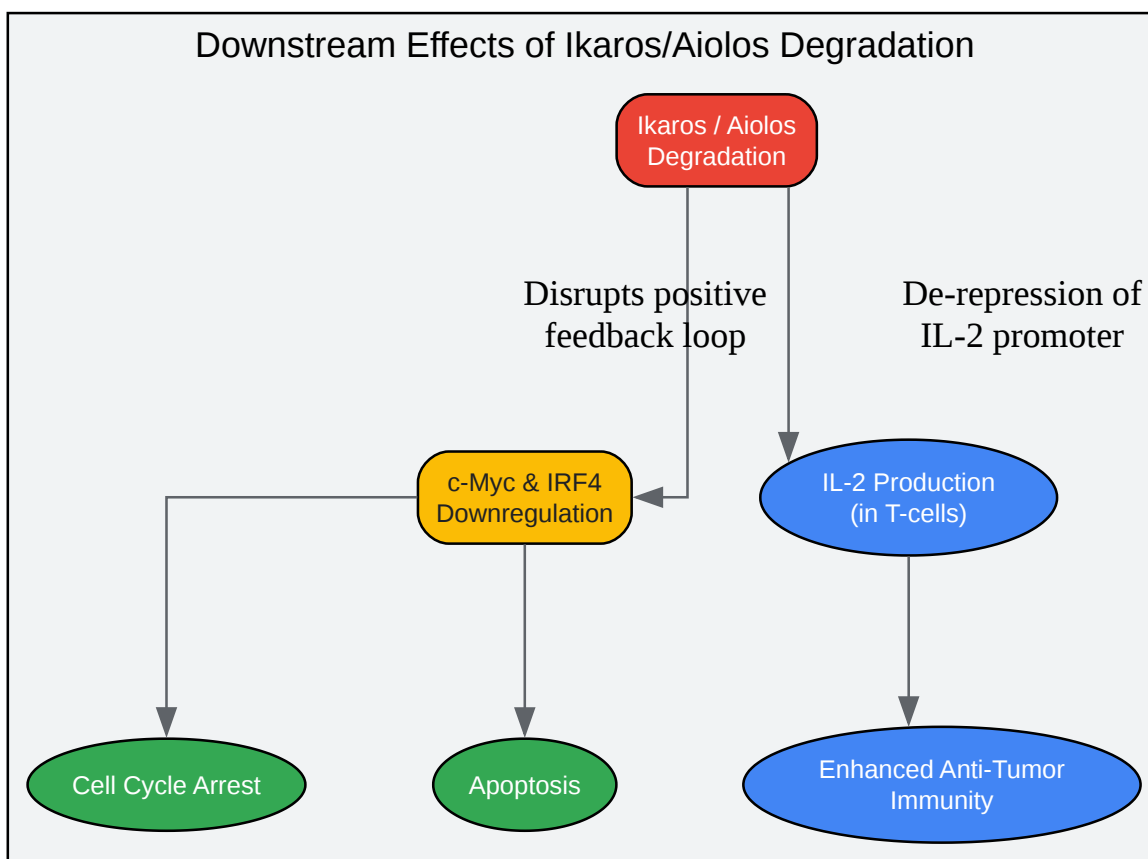 Downstream Effects of Ikaros/Aiolos Degradation
Ikaros / Aiolos
Degradation
Disrupts positive
feedback loop
De-repression of
IL-2 promoter
c-Myc & IRF4
Downregulation
IL-2 Production
(in T-cells)
Cell Cycle Arrest
Apoptosis
Enhanced Anti-Tumor
Immunity